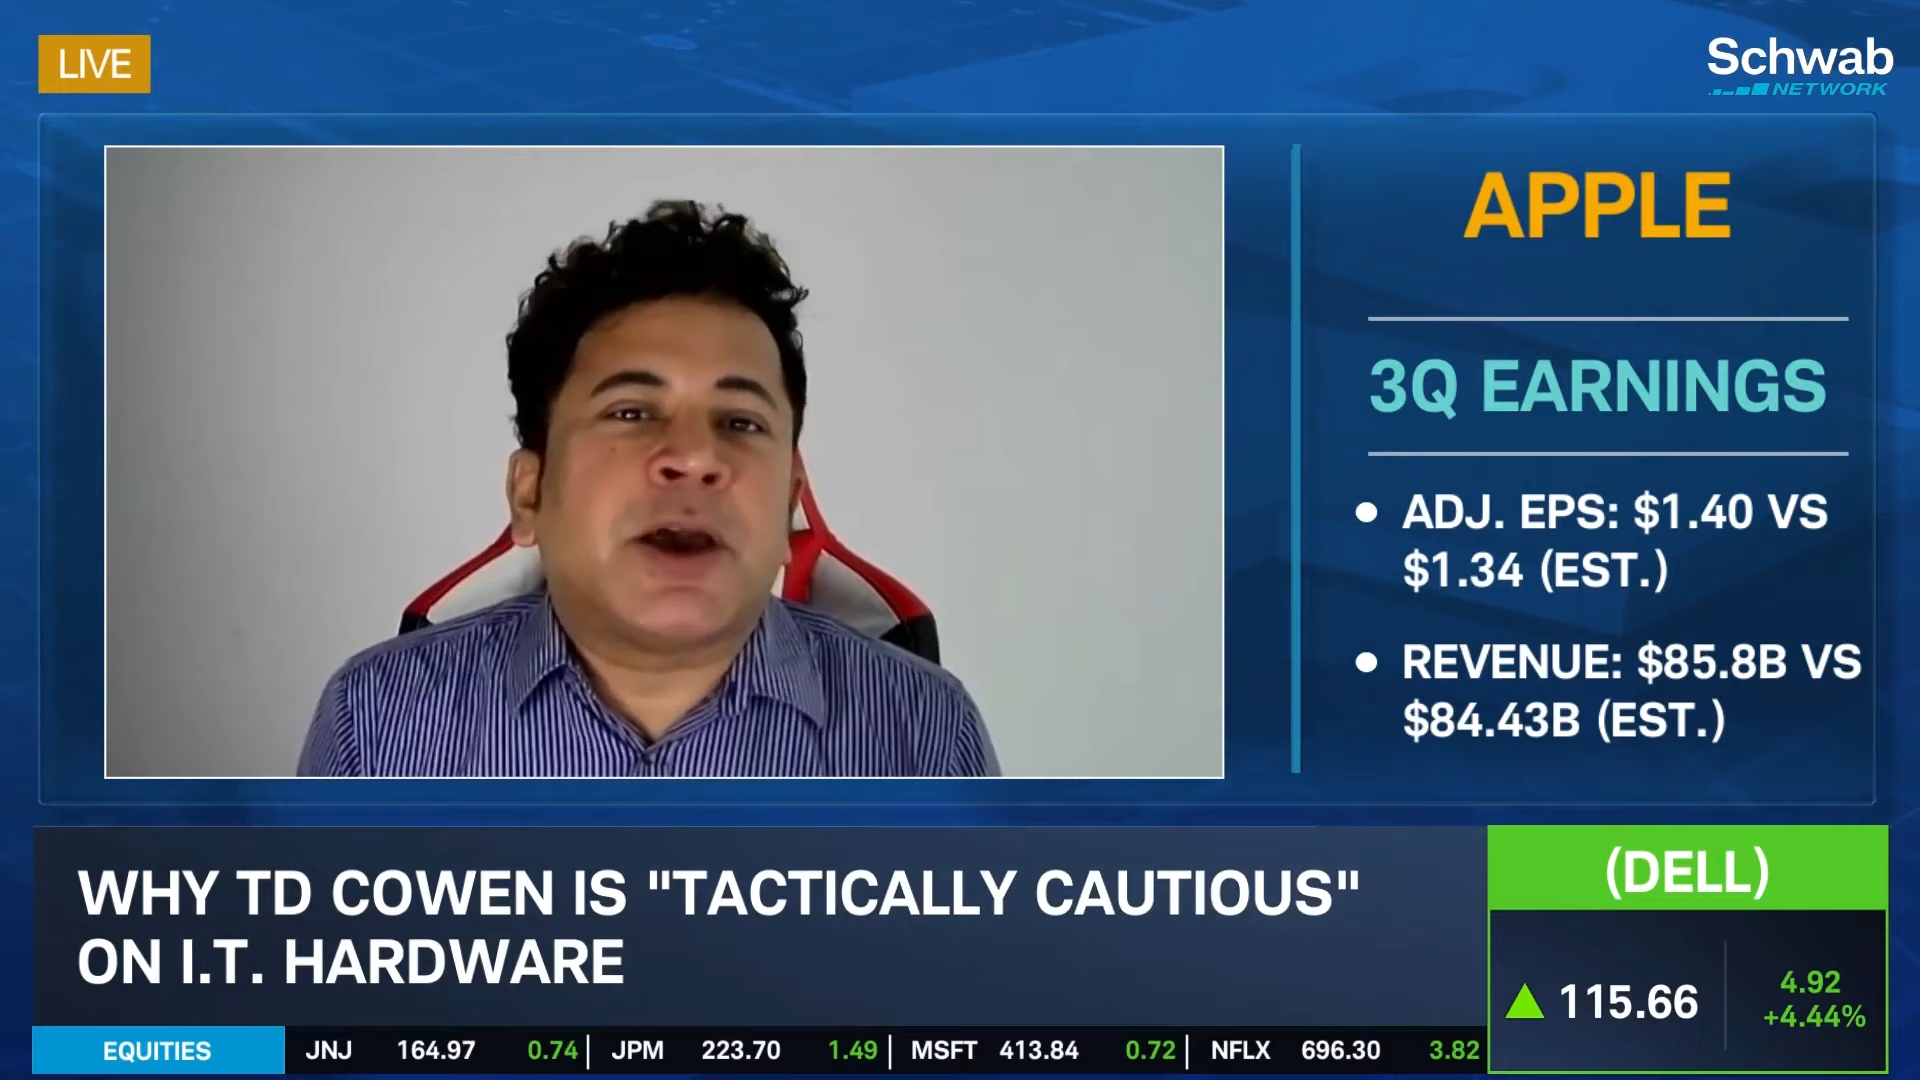 LIVE
Schwab
NETWORK
APPLE
3Q EARNINGS
• ADJ. EPS: $1.40 VS
$1.34 (EST.)
• REVENUE: $85.8B VS
$84.43B (EST.)
WHY TD COWEN IS "TACTICALLY CAUTIOUS"
ON I.T. HARDWARE
(DELL)
115.66
4.92
+4.44%
EQUITIES
JNJ 164.97 0.74 JPM 223.70 1.49 MSFT 413.84 0.72 NFLX 696.30 3.82